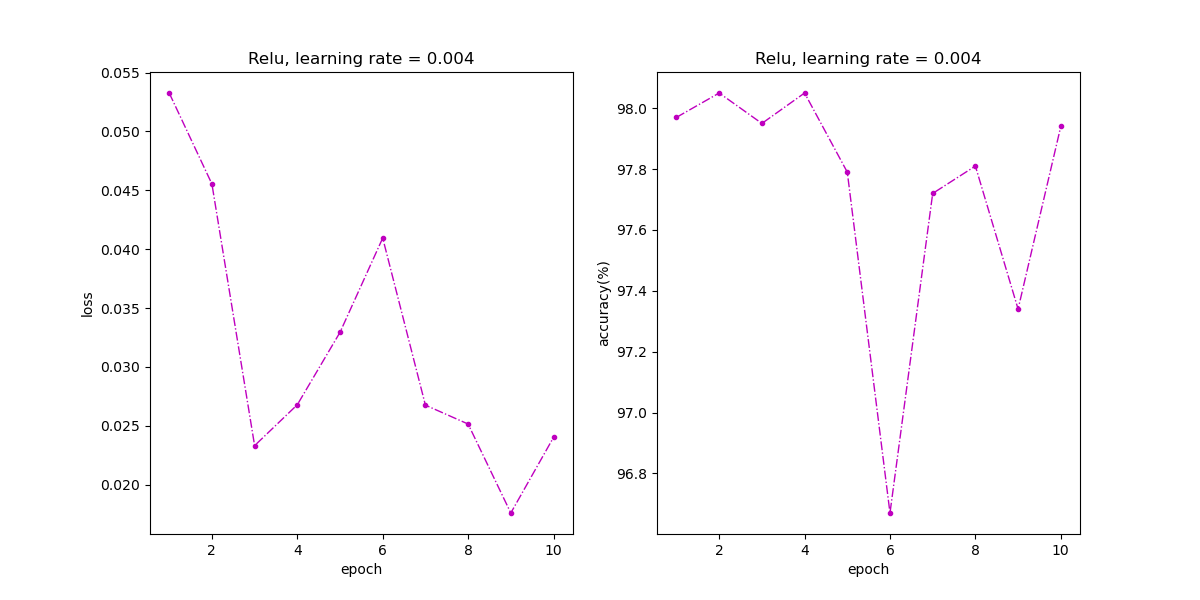 Relu, learning rate = 0.004
0.055
0.050
0.045
0.040
0.035
0.030
0.025
0.020
loss
2 4 6 8 10
epoch
Relu, learning rate = 0.004
98.0
97.8
97.6
97.4
97.2
97.0
96.8
accuracy(%)
2 4 6 8 10
epoch